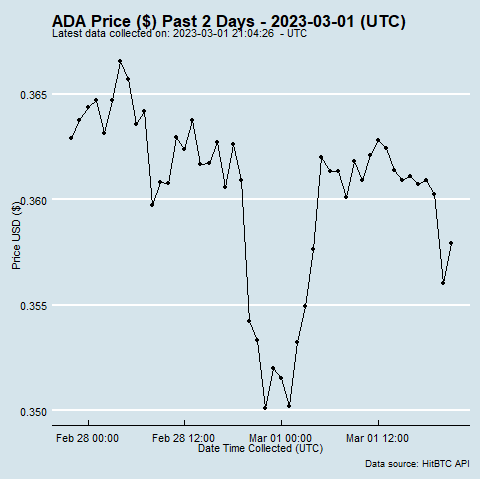 ADA Price ($) Past 2 Days - 2023-03-01 (UTC)
Latest data collected on: 2023-03-01 21:04:26 - UTC
0.365
0.360
0.355
0.350
Price USD ($)
Feb 28 00:00 Feb 28 12:00 Mar 01 00:00 Mar 01 12:00
Date Time Collected (UTC)
Data source: HitBTC API